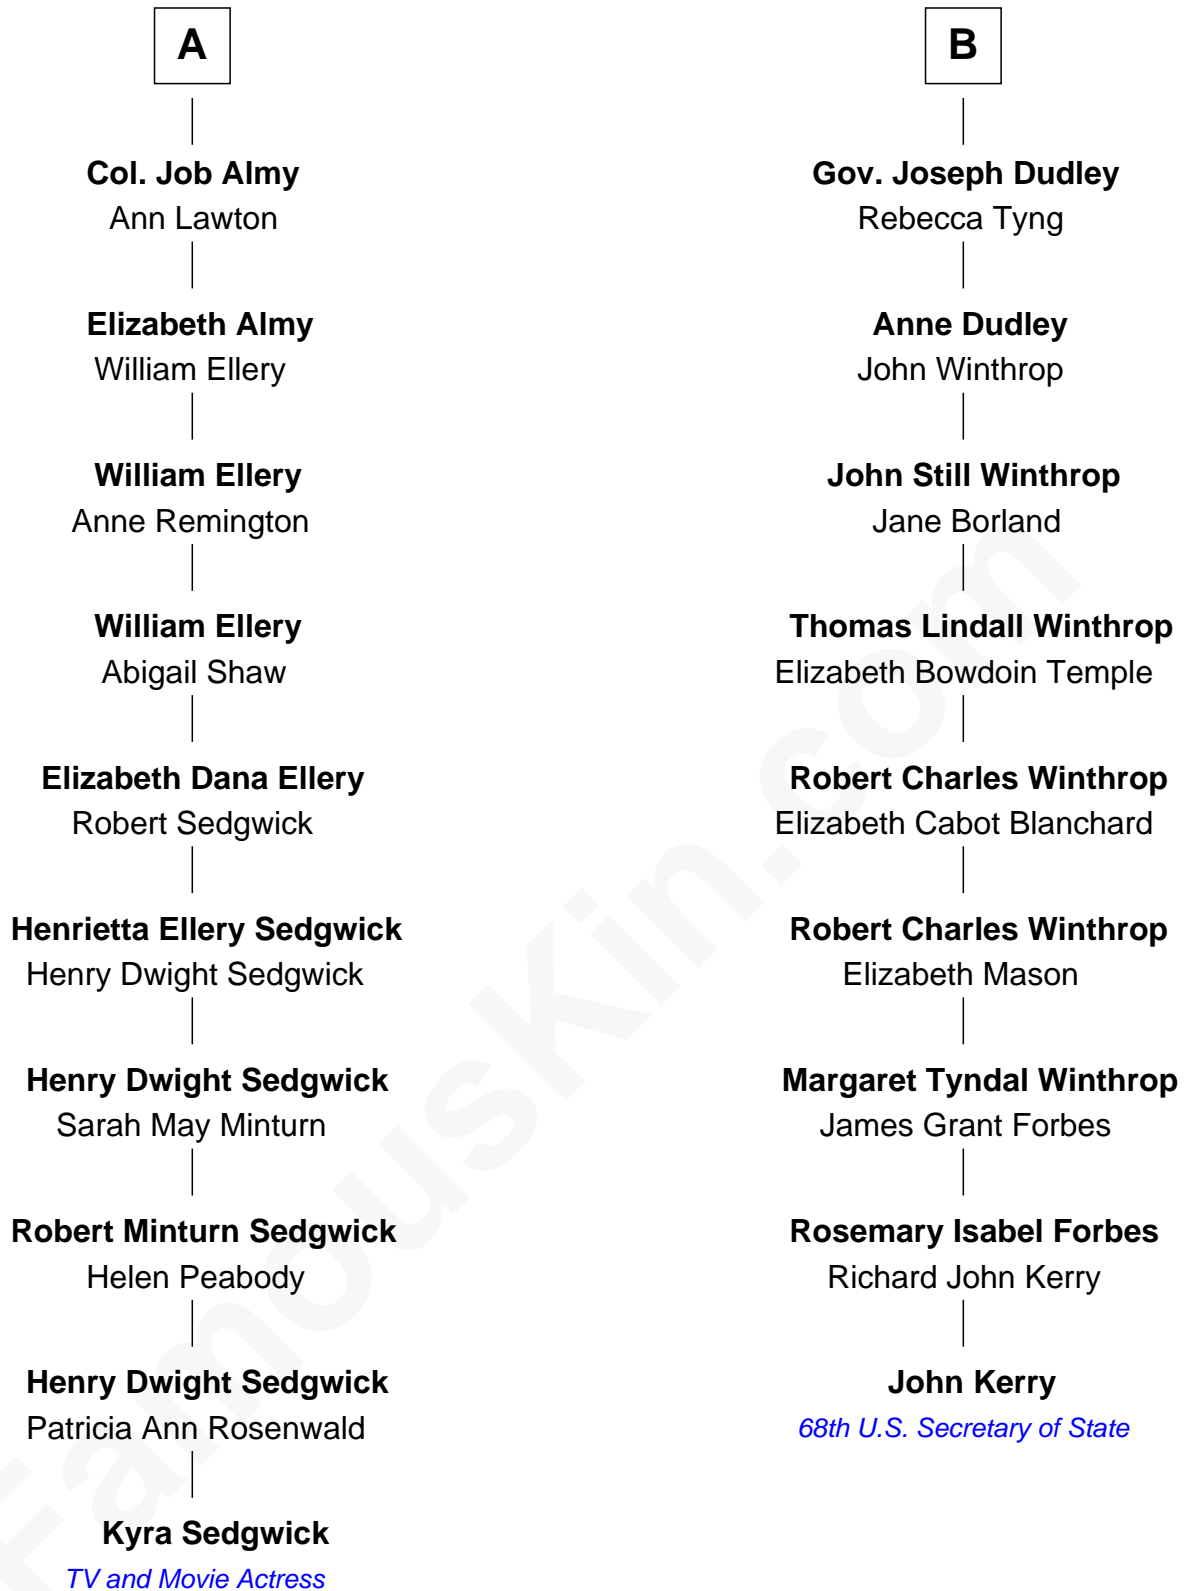 A
Col. Job Almy
Ann Lawton
Elizabeth Almy
William Ellery
William Ellery
Anne Remington
William Ellery
Abigail Shaw
Elizabeth Dana Ellery
Robert Sedgwick
Henrietta Ellery Sedgwick
Henry Dwight Sedgwick
Henry Dwight Sedgwick
Sarah May Minturn
Robert Minturn Sedgwick
Helen Peabody
Henry Dwight Sedgwick
Patricia Ann Rosenwald
Kyra Sedgwick
TV and Movie Actress
B
Gov. Joseph Dudley
Rebecca Tyng
Anne Dudley
John Winthrop
John Still Winthrop
Jane Borland
Thomas Lindall Winthrop
Elizabeth Bowdoin Temple
Robert Charles Winthrop
Elizabeth Cabot Blanchard
Robert Charles Winthrop
Elizabeth Mason
Margaret Tyndal Winthrop
James Grant Forbes
Rosemary Isabel Forbes
Richard John Kerry
John Kerry
68th U.S. Secretary of State
FamousKin.com